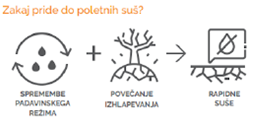 Zakaj pride do poletnih suš?
SPREMEMBE
PADAVINSKEGA
REŽIMA
POVEČANJE
IZHLAPEVANJA
RAPIDNE
SUŠE